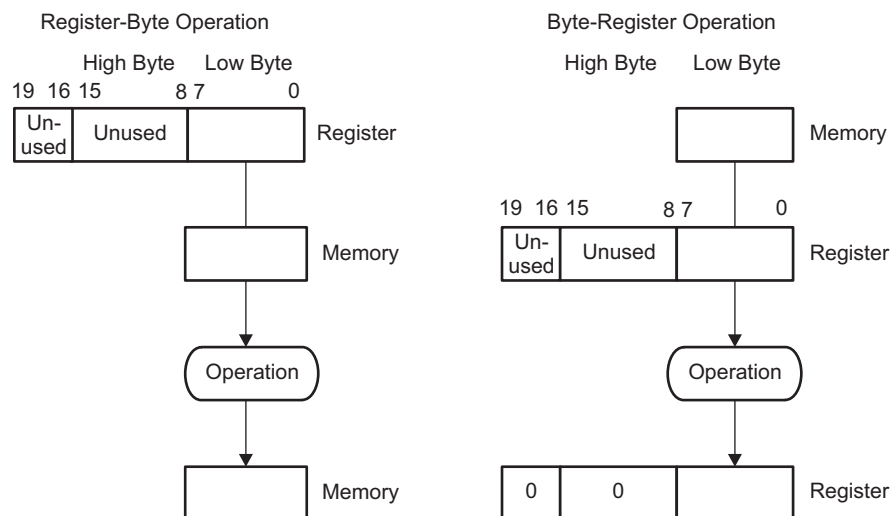 Register-Byte Operation
High Byte Low Byte
19 16 15 8 7 0
Un-
used
Unused
Register
Memory
Operation
Memory
Byte-Register Operation
High Byte Low Byte
Memory
19 16 15 8 7 0
Un-
used
Unused
Register
Operation
0 0
Register